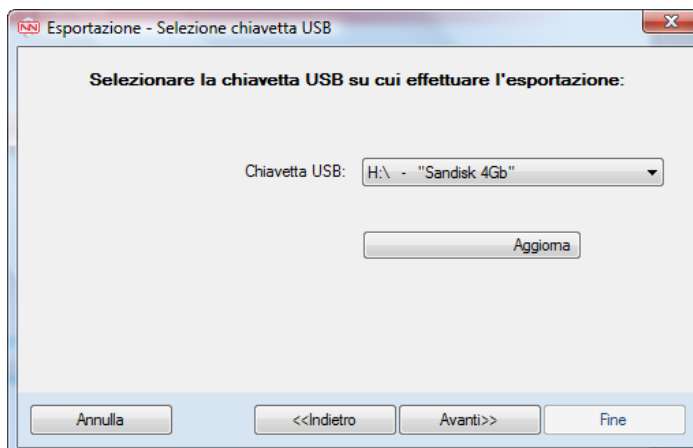 NN Esportazione - Selezione chiavetta USB
Selezionare la chiavetta USB su cui effettuare l'esportazione:
Chiavetta USB: H:\ - "Sandisk 4Gb"
Aggiorna
Annulla <<Indietro Avanti>> Fine